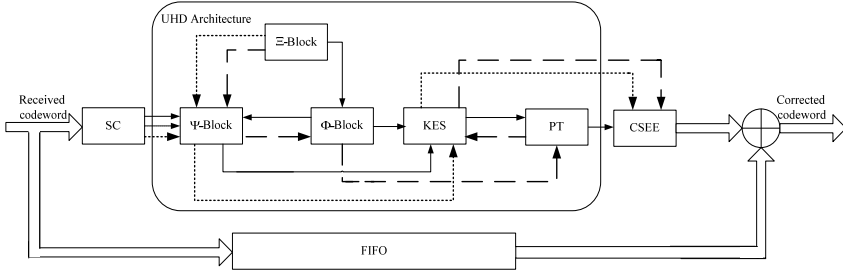 UHD Architecture
Ξ-Block
Received
codeword
Corrected
codeword
SC
Ψ-Block
Φ-Block
KES
PT
CSEE
FIFO